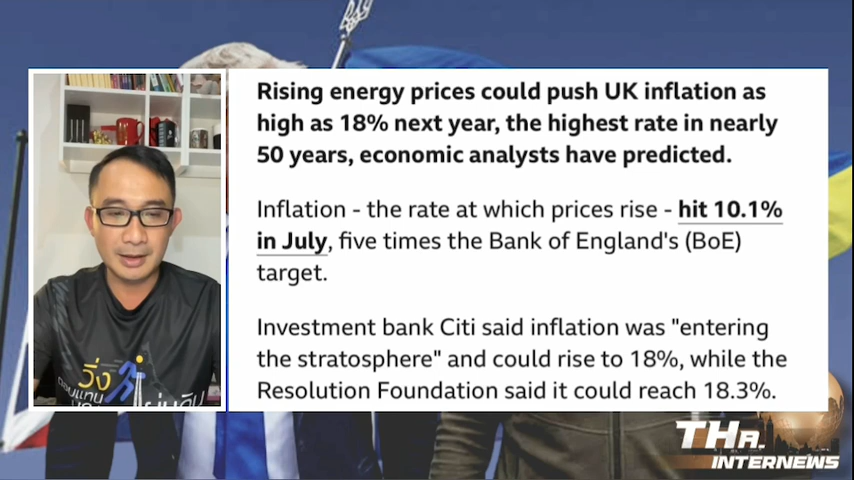 Rising energy prices could push UK inflation as
high as 18% next year, the highest rate in nearly
50 years, economic analysts have predicted.
Inflation - the rate at which prices rise - hit 10.1%
in July, five times the Bank of England's (BoE)
target.
Investment bank Citi said inflation was "entering
the stratosphere" and could rise to 18%, while the
Resolution Foundation said it could reach 18.3%.
วิ่ง
THR.
INTERNEWS